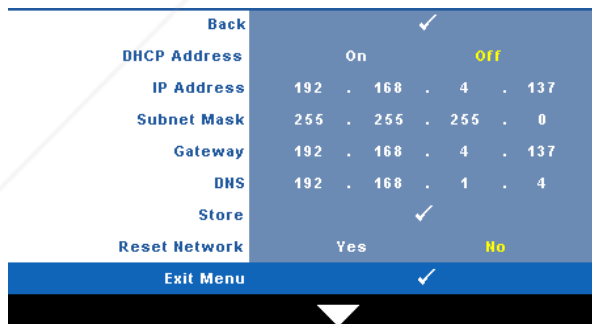 Back ✓
DHCP Address On Off
IP Address 192 . 168 . 4 . 137
Subnet Mask 255 . 255 . 255 . 0
Gateway 192 . 168 . 4 . 137
DNS 192 . 168 . 1 . 4
Store ✓
Reset Network Yes No
Exit Menu ✓